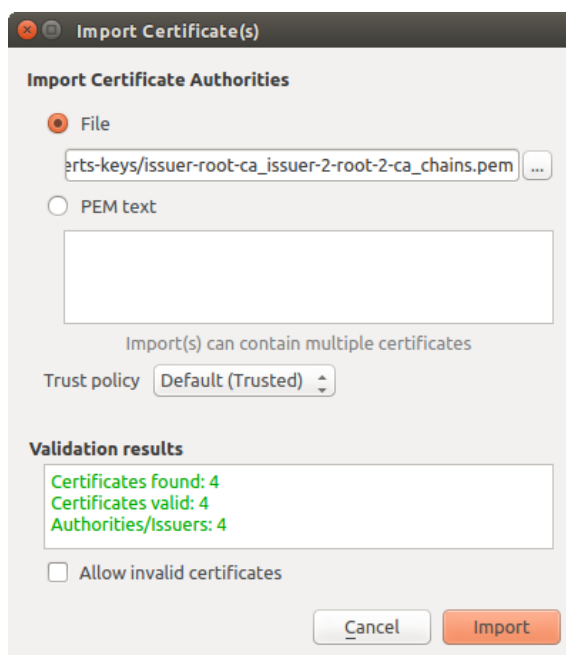 Import Certificate(s)
Import Certificate Authorities
File
erts-keys/issuer-root-ca_issuer-2-root-2-ca_chains.pem ...
PEM text
Import(s) can contain multiple certificates
Trust policy Default (Trusted)
Validation results
Certificates found: 4
Certificates valid: 4
Authorities/Issuers: 4
Allow invalid certificates
Cancel Import